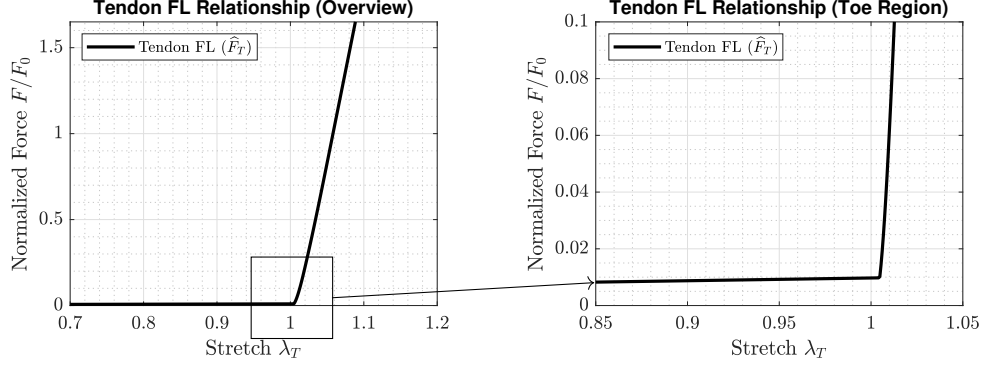 Tendon FL Relationship (Overview)
Normalized Force F/F₀
1.5
1
0.5
0
Tendon FL (F̂_T)
0.7 0.8 0.9 1 1.1 1.2
Stretch λ_T
Tendon FL Relationship (Toe Region)
Normalized Force F/F₀
0.1
0.08
0.06
0.04
0.02
0
Tendon FL (F̂_T)
0.85 0.9 0.95 1 1.05
Stretch λ_T